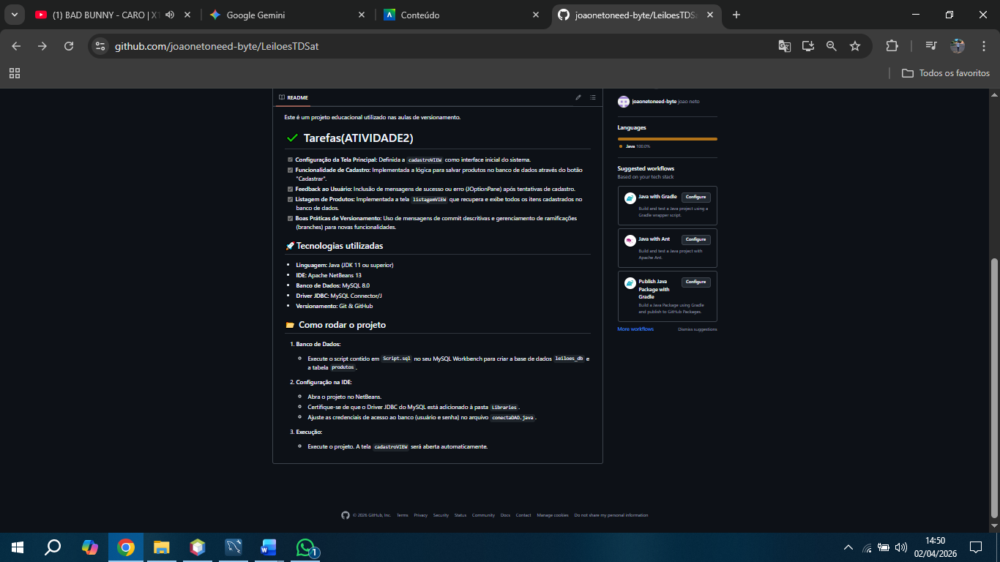 (1) BAD BUNNY - CARO | X1
Google Gemini
Conteúdo
joaonetoneed-byte/LeiloesTDSa
github.com/joaonetoneed-byte/LeiloesTDSat
Todos os favoritos
README
Este é um projeto educacional utilizado nas aulas de versionamento.
Tarefas(ATIVIDADE2)
Configuração da Tela Principal: Definida a cadastroVIEW como interface inicial do sistema.
Funcionalidade de Cadastro: Implementada a lógica para salvar produtos no banco de dados através do botão
"Cadastrar".
Feedback ao Usuário: Inclusão de mensagens de sucesso ou erro (JOptionPane) após tentativas de cadastro.
Listagem de Produtos: Implementada a tela listagemVIEW que recupera e exibe todos os itens cadastrados no
banco de dados.
Boas Práticas de Versionamento: Uso de mensagens de commit descritivas e gerenciamento de ramificações
(branches) para novas funcionalidades.
Tecnologias utilizadas
Linguagem: Java (JDK 11 ou superior)
IDE: Apache NetBeans 13
Banco de Dados: MySQL 8.0
Driver JDBC: MySQL Connector/J
Versionamento: Git & GitHub
Como rodar o projeto
1. Banco de Dados:
Execute o script contido em Script.sql no seu MySQL Workbench para criar a base de dados leiloes_db e
a tabela produtos.
2. Configuração na IDE:
Abra o projeto no NetBeans.
Certifique-se de que o Driver JDBC do MySQL está adicionado à pasta Libraries.
Ajuste as credenciais de acesso ao banco (usuário e senha) no arquivo conectaDAO.java.
3. Execução:
Execute o projeto. A tela cadastroVIEW será aberta automaticamente.
joaonetoneed-byte joao neto
Languages
Java 100.0%
Suggested workflows
Based on your tech stack
Java with Gradle
Configure
Build and test a Java project using a
Gradle wrapper script.
Java with Ant
Configure
Build and test a Java project with
Apache Ant.
Publish Java
Package with
Gradle
Configure
Build a Java Package using Gradle
and publish to GitHub Packages.
More workflows
Dismiss suggestions
© 2026 GitHub, Inc. Terms Privacy Security Status Community Docs Contact Manage cookies Do not share my personal information
1
14:50
02/04/2026